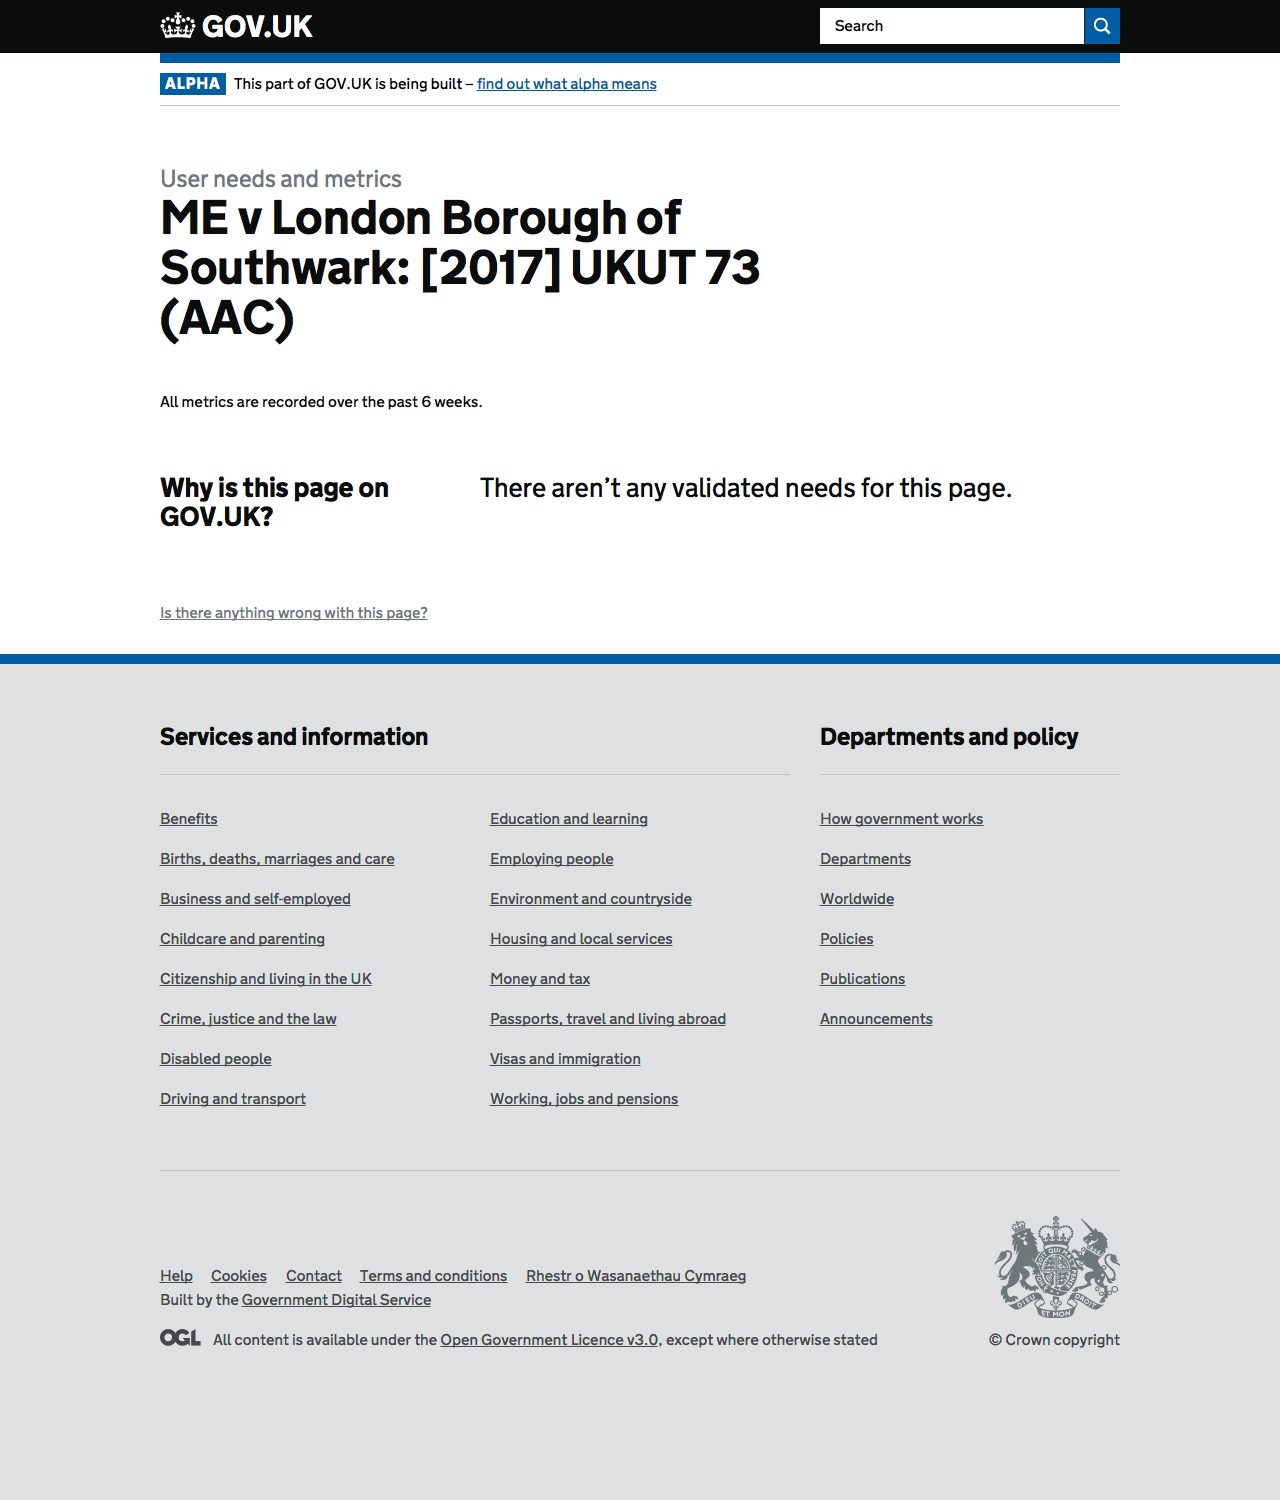 GOV.UK
Search
ALPHA This part of GOV.UK is being built – find out what alpha means
User needs and metrics
ME v London Borough of
Southwark: [2017] UKUT 73
(AAC)
All metrics are recorded over the past 6 weeks.
Why is this page on
GOV.UK?
There aren’t any validated needs for this page.
Is there anything wrong with this page?
Services and information
Benefits
Births, deaths, marriages and care
Business and self-employed
Childcare and parenting
Citizenship and living in the UK
Crime, justice and the law
Disabled people
Driving and transport
Education and learning
Employing people
Environment and countryside
Housing and local services
Money and tax
Passports, travel and living abroad
Visas and immigration
Working, jobs and pensions
Departments and policy
How government works
Departments
Worldwide
Policies
Publications
Announcements
Help Cookies Contact Terms and conditions Rhestr o Wasanaethau Cymraeg
Built by the Government Digital Service
OGL All content is available under the Open Government Licence v3.0, except where otherwise stated
DIEU ET MON DROIT
© Crown copyright